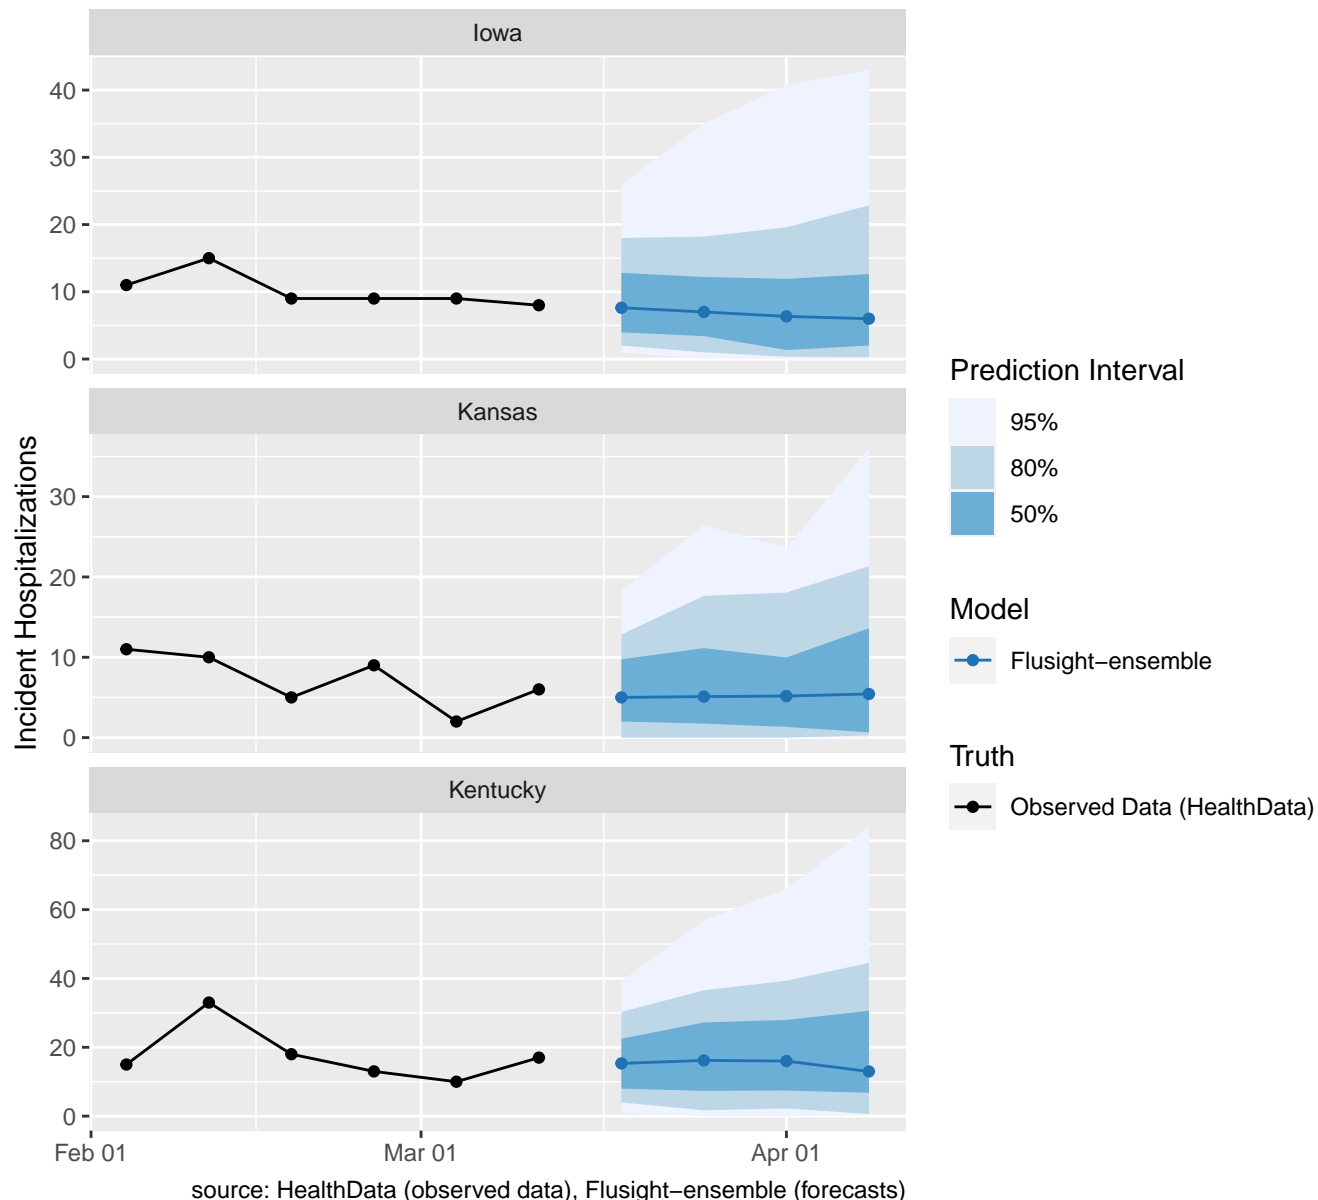 Iowa
40
30
20
10
0
Kansas
30
20
10
0
Kentucky
80
60
40
20
0
Feb 01
Mar 01
Apr 01
Incident Hospitalizations
source: HealthData (observed data), Flusight−ensemble (forecasts)
Prediction Interval
95%
80%
50%
Model
Flusight−ensemble
Truth
Observed Data (HealthData)